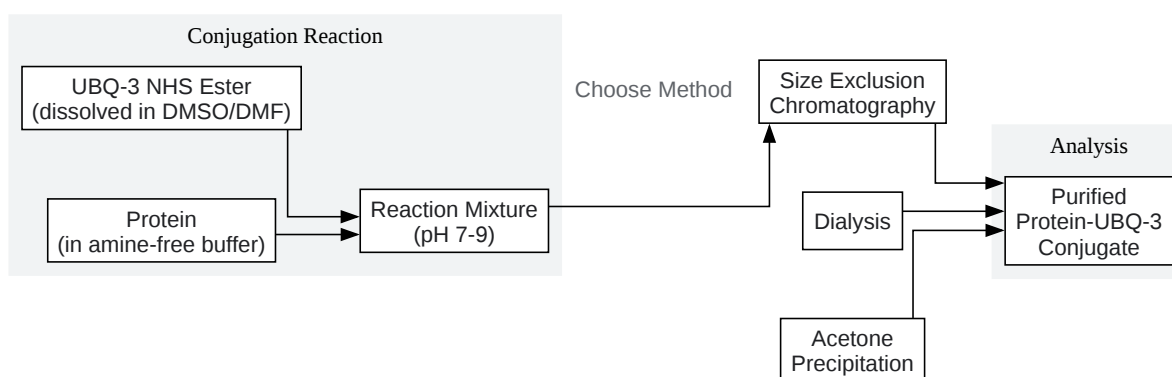 Conjugation Reaction
UBQ-3 NHS Ester
(dissolved in DMSO/DMF)
Protein
(in amine-free buffer)
Reaction Mixture
(pH 7-9)
Choose Method
Size Exclusion
Chromatography
Dialysis
Acetone
Precipitation
Analysis
Purified
Protein-UBQ-3
Conjugate